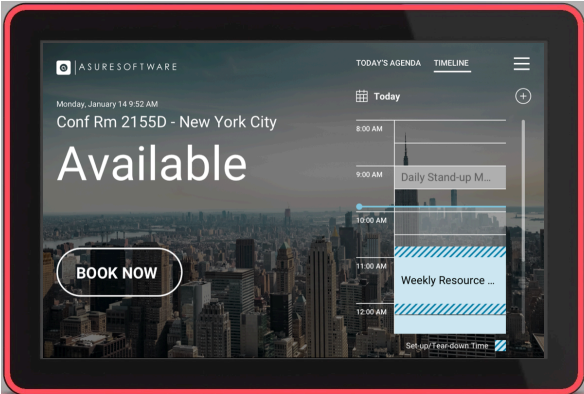 ASURESOFTWARE
Monday, January 14 9:52 AM
Conf Rm 2155D - New York City
Available
BOOK NOW
TODAY'S AGENDA TIMELINE
Today
8:00 AM
9:00 AM Daily Stand-up M...
10:00 AM
11:00 AM
Weekly Resource ...
12:00 AM
Set-up/Tear-down Time